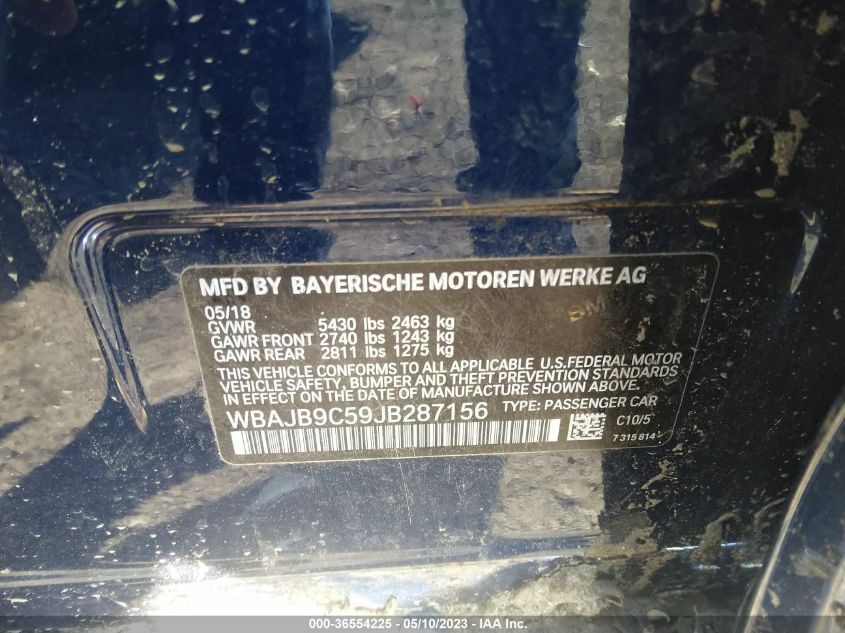 MFD BY BAYERISCHE MOTOREN WERKE AG
05/18
GVWR 5430 lbs 2463 kg
GAWR FRONT 2740 lbs 1243 kg
GAWR REAR 2811 lbs 1275 kg
THIS VEHICLE CONFORMS TO ALL APPLICABLE U.S.FEDERAL MOTOR
VEHICLE SAFETY, BUMPER AND THEFT PREVENTION STANDARDS
IN EFFECT ON THE DATE OF MANUFACTURE SHOWN ABOVE.
WBAJB9C59JB287156 TYPE: PASSENGER CAR
C10/5
7 315 814
000-36554225 - 05/10/2023 - IAA Inc.